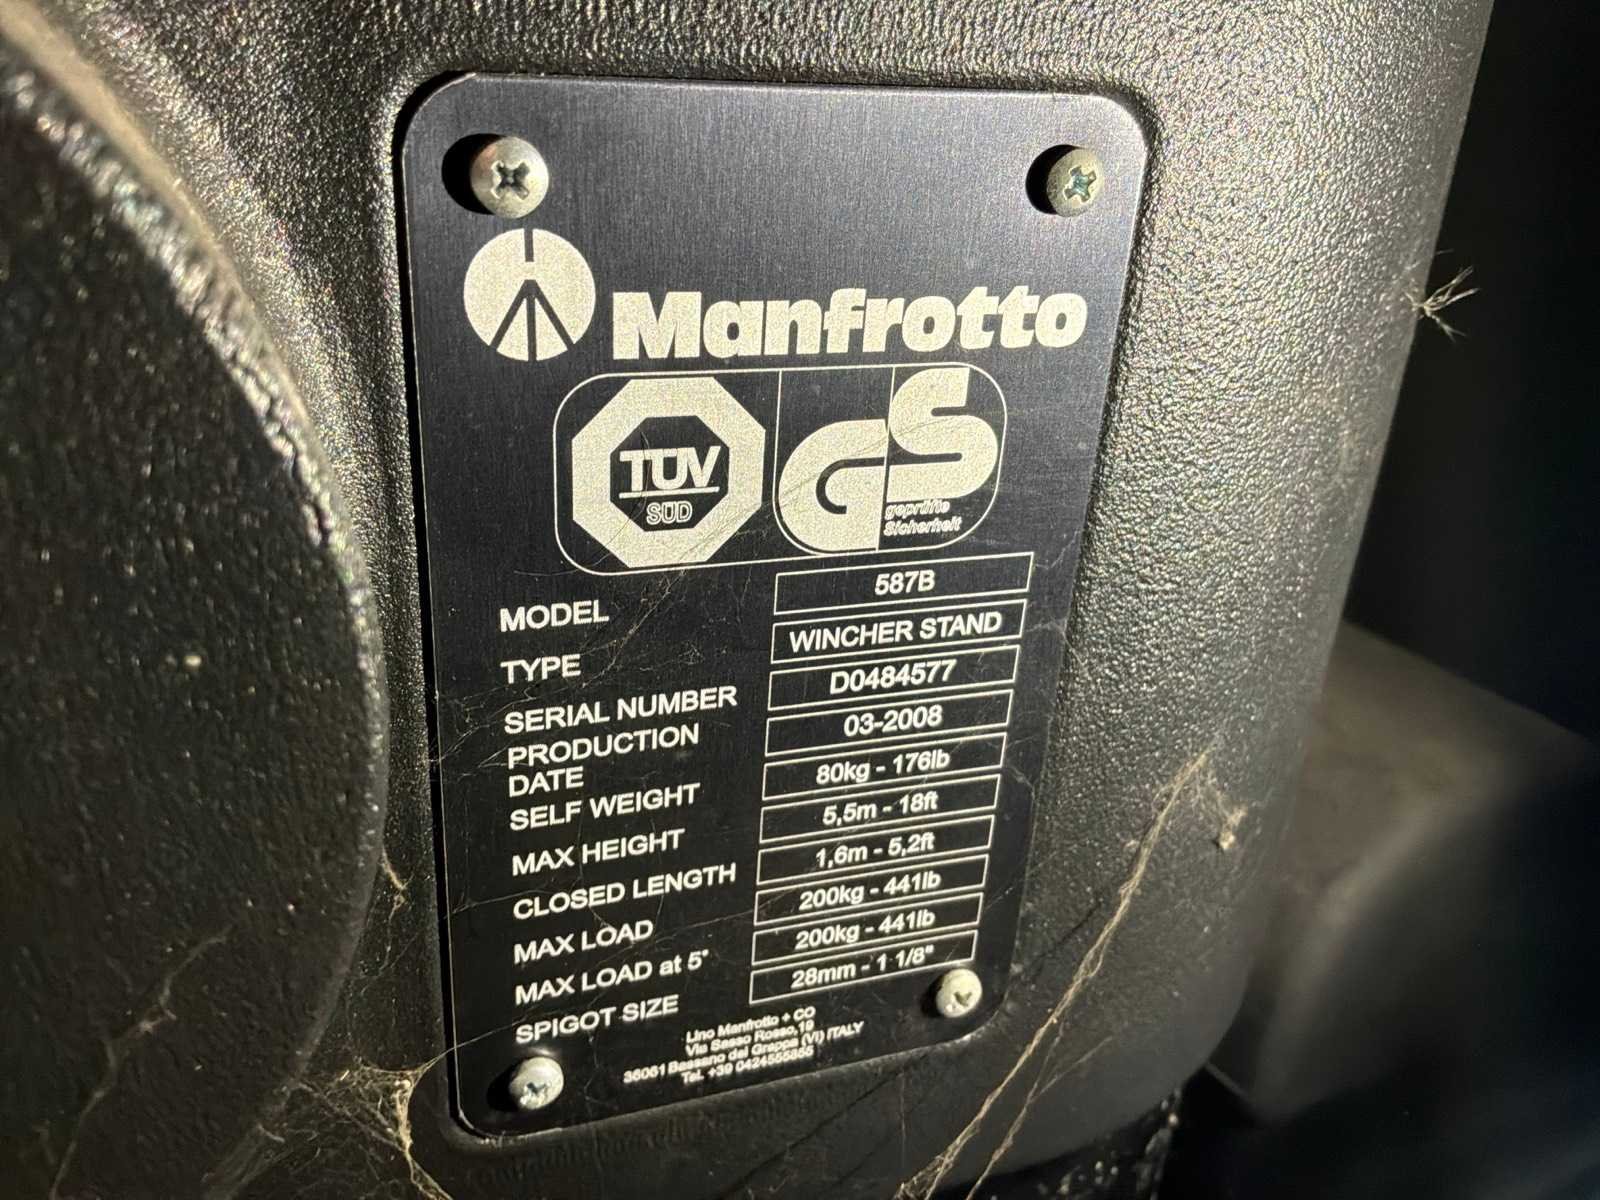 Manfrotto
TÜV
SÜD
GS
geprüfte
Sicherheit
MODEL 587B
TYPE WINCHER STAND
SERIAL NUMBER D0484577
PRODUCTION
DATE 03-2008
SELF WEIGHT 80kg - 176lb
MAX HEIGHT 5,5m - 18ft
CLOSED LENGTH 1,6m - 5,2ft
MAX LOAD 200kg - 441lb
MAX LOAD at 5° 200kg - 441lb
SPIGOT SIZE 28mm - 1 1/8"
Lino Manfrotto + CO
Via Sasso Rosso,19
36061 Bassano del Grappa (VI) ITALY
Tel. +39 0424555855